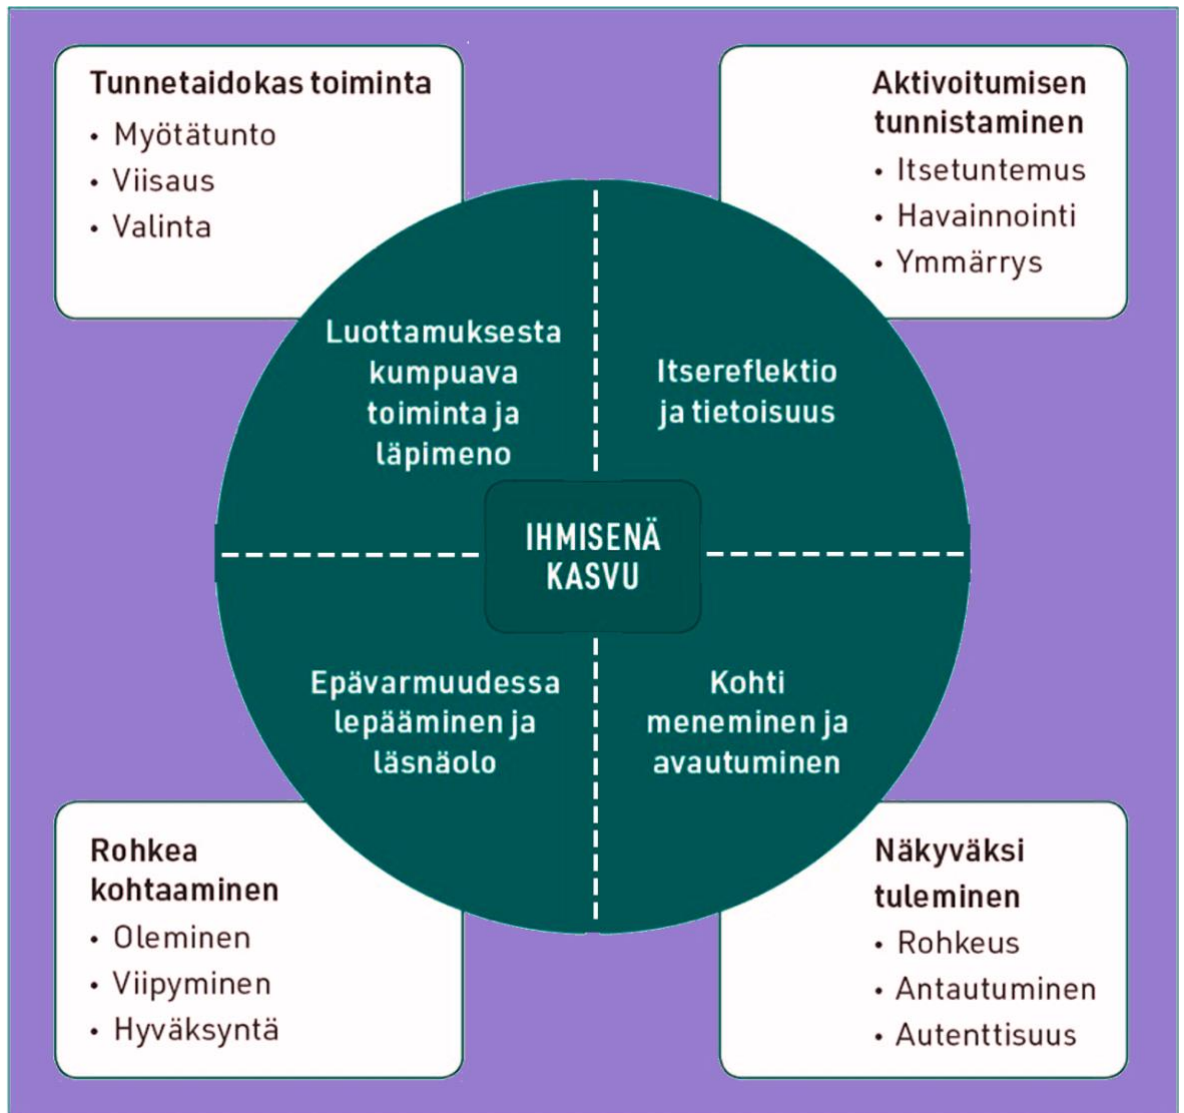 Tunnetaidokas toiminta
• Myötätunto
• Viisaus
• Valinta
Aktivoitumisen
tunnistaminen
• Itsetuntemus
• Havainnointi
• Ymmärrys
Luottamuksesta
kumpuava
toiminta ja
läpimeno
Itsereflektio
ja tietoisuus
IHMISENÄ
KASVU
Epävarmuudessa
lepääminen ja
läsnäolo
Kohti
meneminen ja
avautuminen
Rohkea
kohtaaminen
• Oleminen
• Viipyminen
• Hyväksyntä
Näkyväksi
tuleminen
• Rohkeus
• Antautuminen
• Autenttisuus